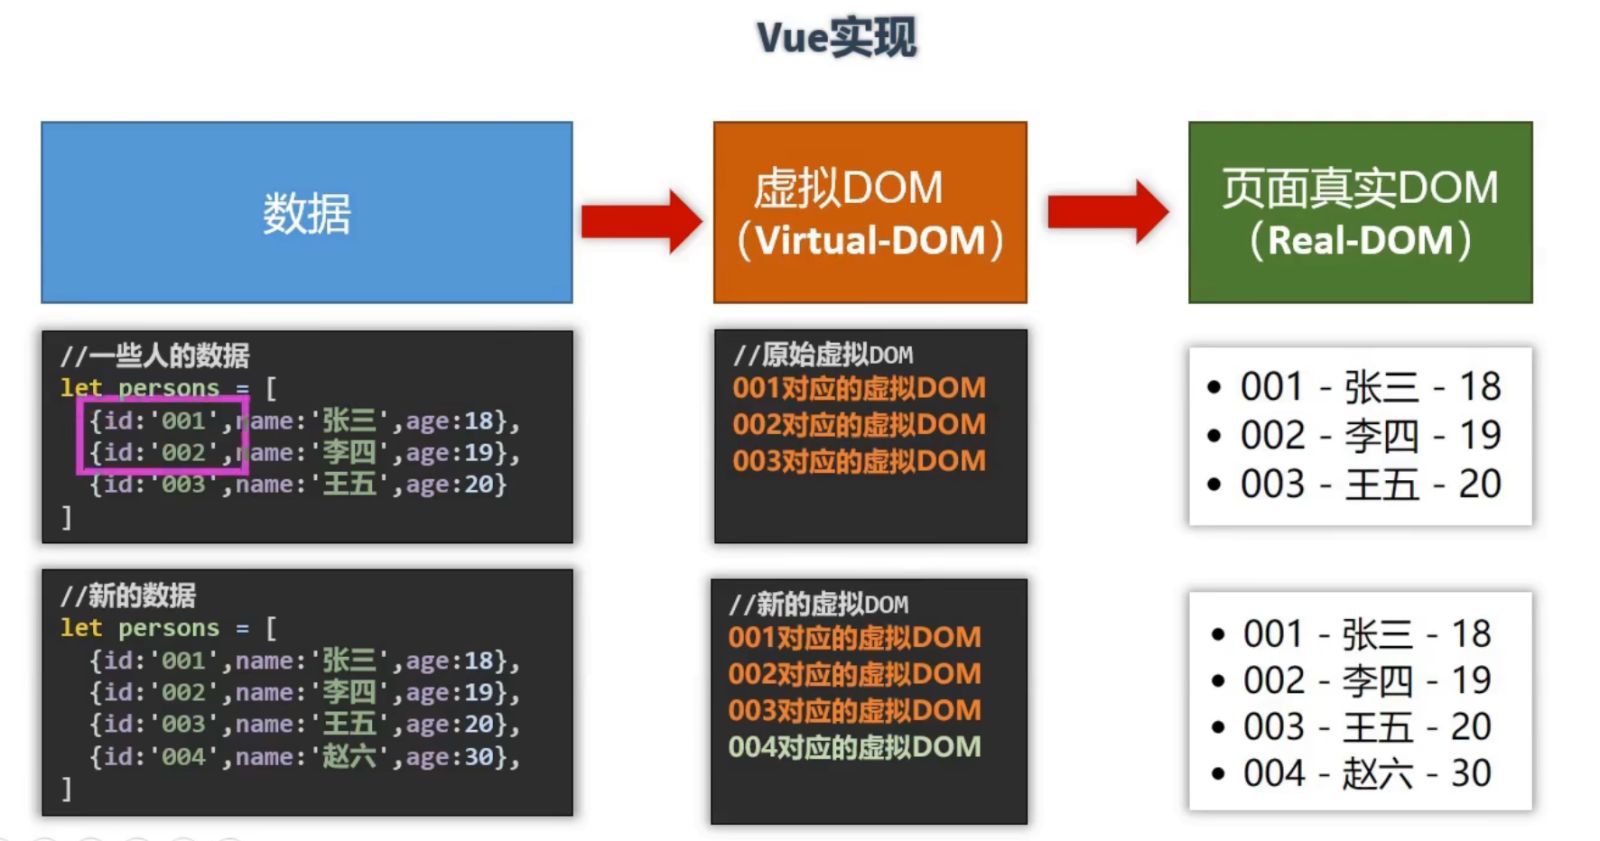 Vue实现
数据
虚拟DOM
（Virtual-DOM）
页面真实DOM
（Real-DOM）
//一些人的数据
let persons = [
{id:'001',name:'张三',age:18},
{id:'002',name:'李四',age:19},
{id:'003',name:'王五',age:20}
]
//原始虚拟DOM
001对应的虚拟DOM
002对应的虚拟DOM
003对应的虚拟DOM
• 001 - 张三 - 18
• 002 - 李四 - 19
• 003 - 王五 - 20
//新的数据
let persons = [
{id:'001',name:'张三',age:18},
{id:'002',name:'李四',age:19},
{id:'003',name:'王五',age:20},
{id:'004',name:'赵六',age:30},
]
//新的虚拟DOM
001对应的虚拟DOM
002对应的虚拟DOM
003对应的虚拟DOM
004对应的虚拟DOM
• 001 - 张三 - 18
• 002 - 李四 - 19
• 003 - 王五 - 20
• 004 - 赵六 - 30